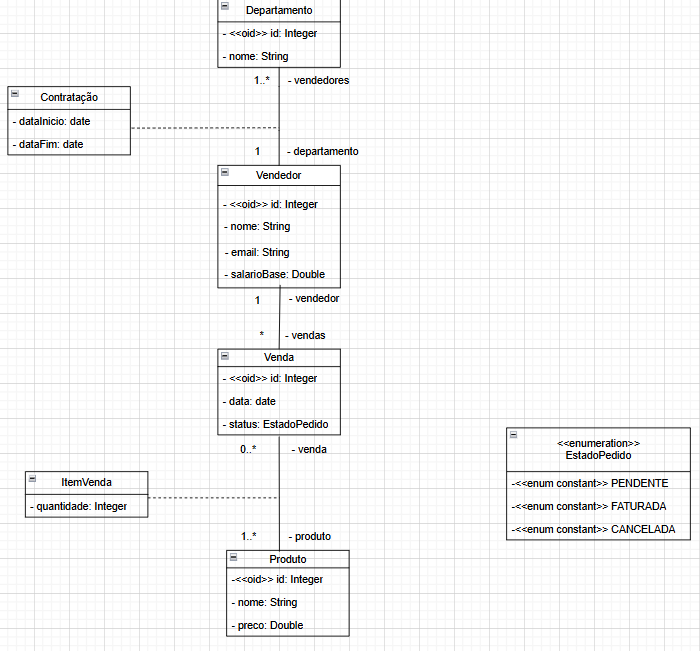 Departamento
- <<oid>> id: Integer
- nome: String
1..* - vendedores
Contratação
- dataInicio: date
- dataFim: date
1 - departamento
Vendedor
- <<oid>> id: Integer
- nome: String
- email: String
- salarioBase: Double
1 - vendedor
* - vendas
Venda
- <<oid>> id: Integer
- data: date
- status: EstadoPedido
0..* - venda
ItemVenda
- quantidade: Integer
1..* - produto
Produto
-<<oid>> id: Integer
- nome: String
- preco: Double
<<enumeration>>
EstadoPedido
-<<enum constant>> PENDENTE
-<<enum constant>> FATURADA
-<<enum constant>> CANCELADA